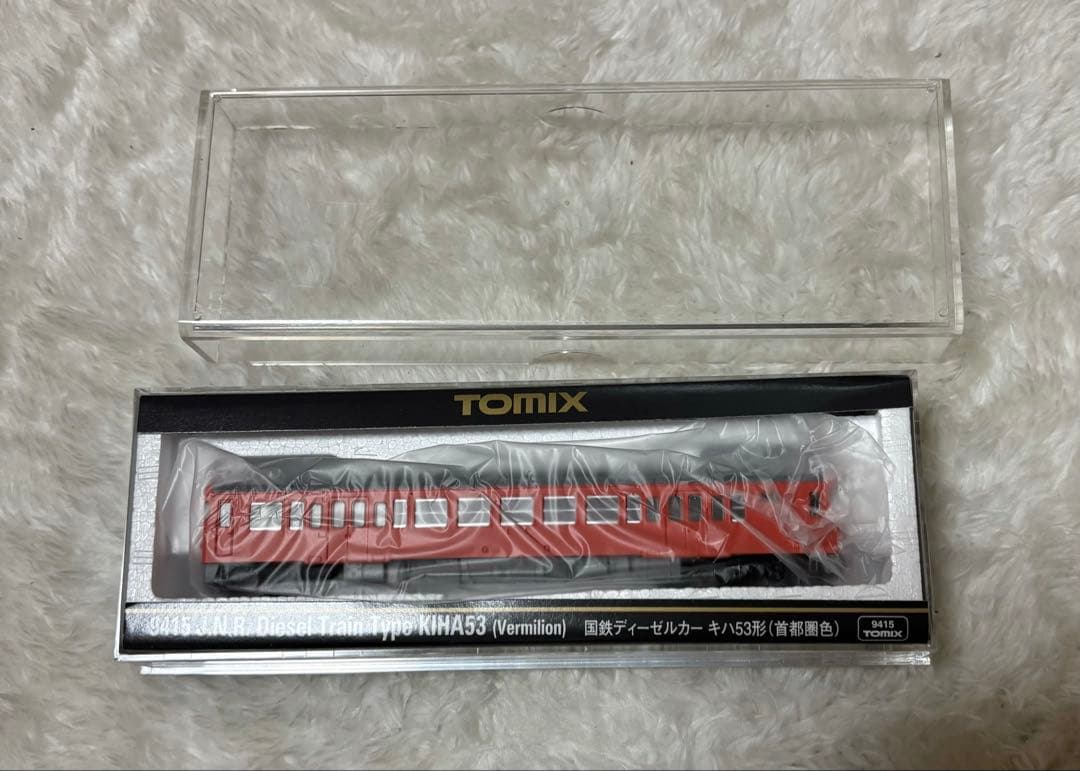 TOMIX
9415 J.N.R. Diesel Train Type KIHA53 (Vermilion) 国鉄ディーゼルカー キハ53形(首都圏色)
9415
TOMIX